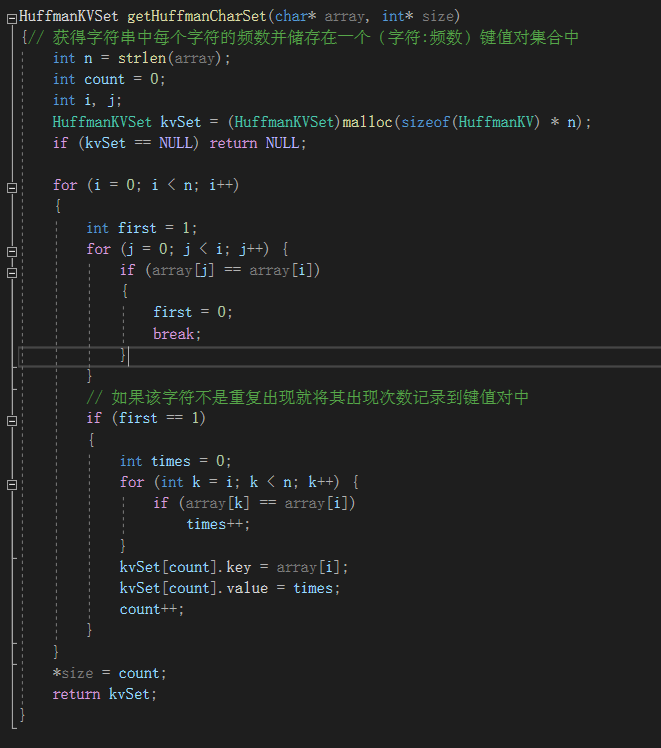 HuffmanKVSet getHuffmanCharSet(char* array, int* size)
{// 获得字符串中每个字符的频数并储存在一个（字符:频数）键值对集合中
int n = strlen(array);
int count = 0;
int i, j;
HuffmanKVSet kvSet = (HuffmanKVSet)malloc(sizeof(HuffmanKV) * n);
if (kvSet == NULL) return NULL;
for (i = 0; i < n; i++)
{
int first = 1;
for (j = 0; j < i; j++) {
if (array[j] == array[i])
{
first = 0;
break;
}
}
// 如果该字符不是重复出现就将其出现次数记录到键值对中
if (first == 1)
{
int times = 0;
for (int k = i; k < n; k++) {
if (array[k] == array[i])
times++;
}
kvSet[count].key = array[i];
kvSet[count].value = times;
count++;
}
}
*size = count;
return kvSet;
}